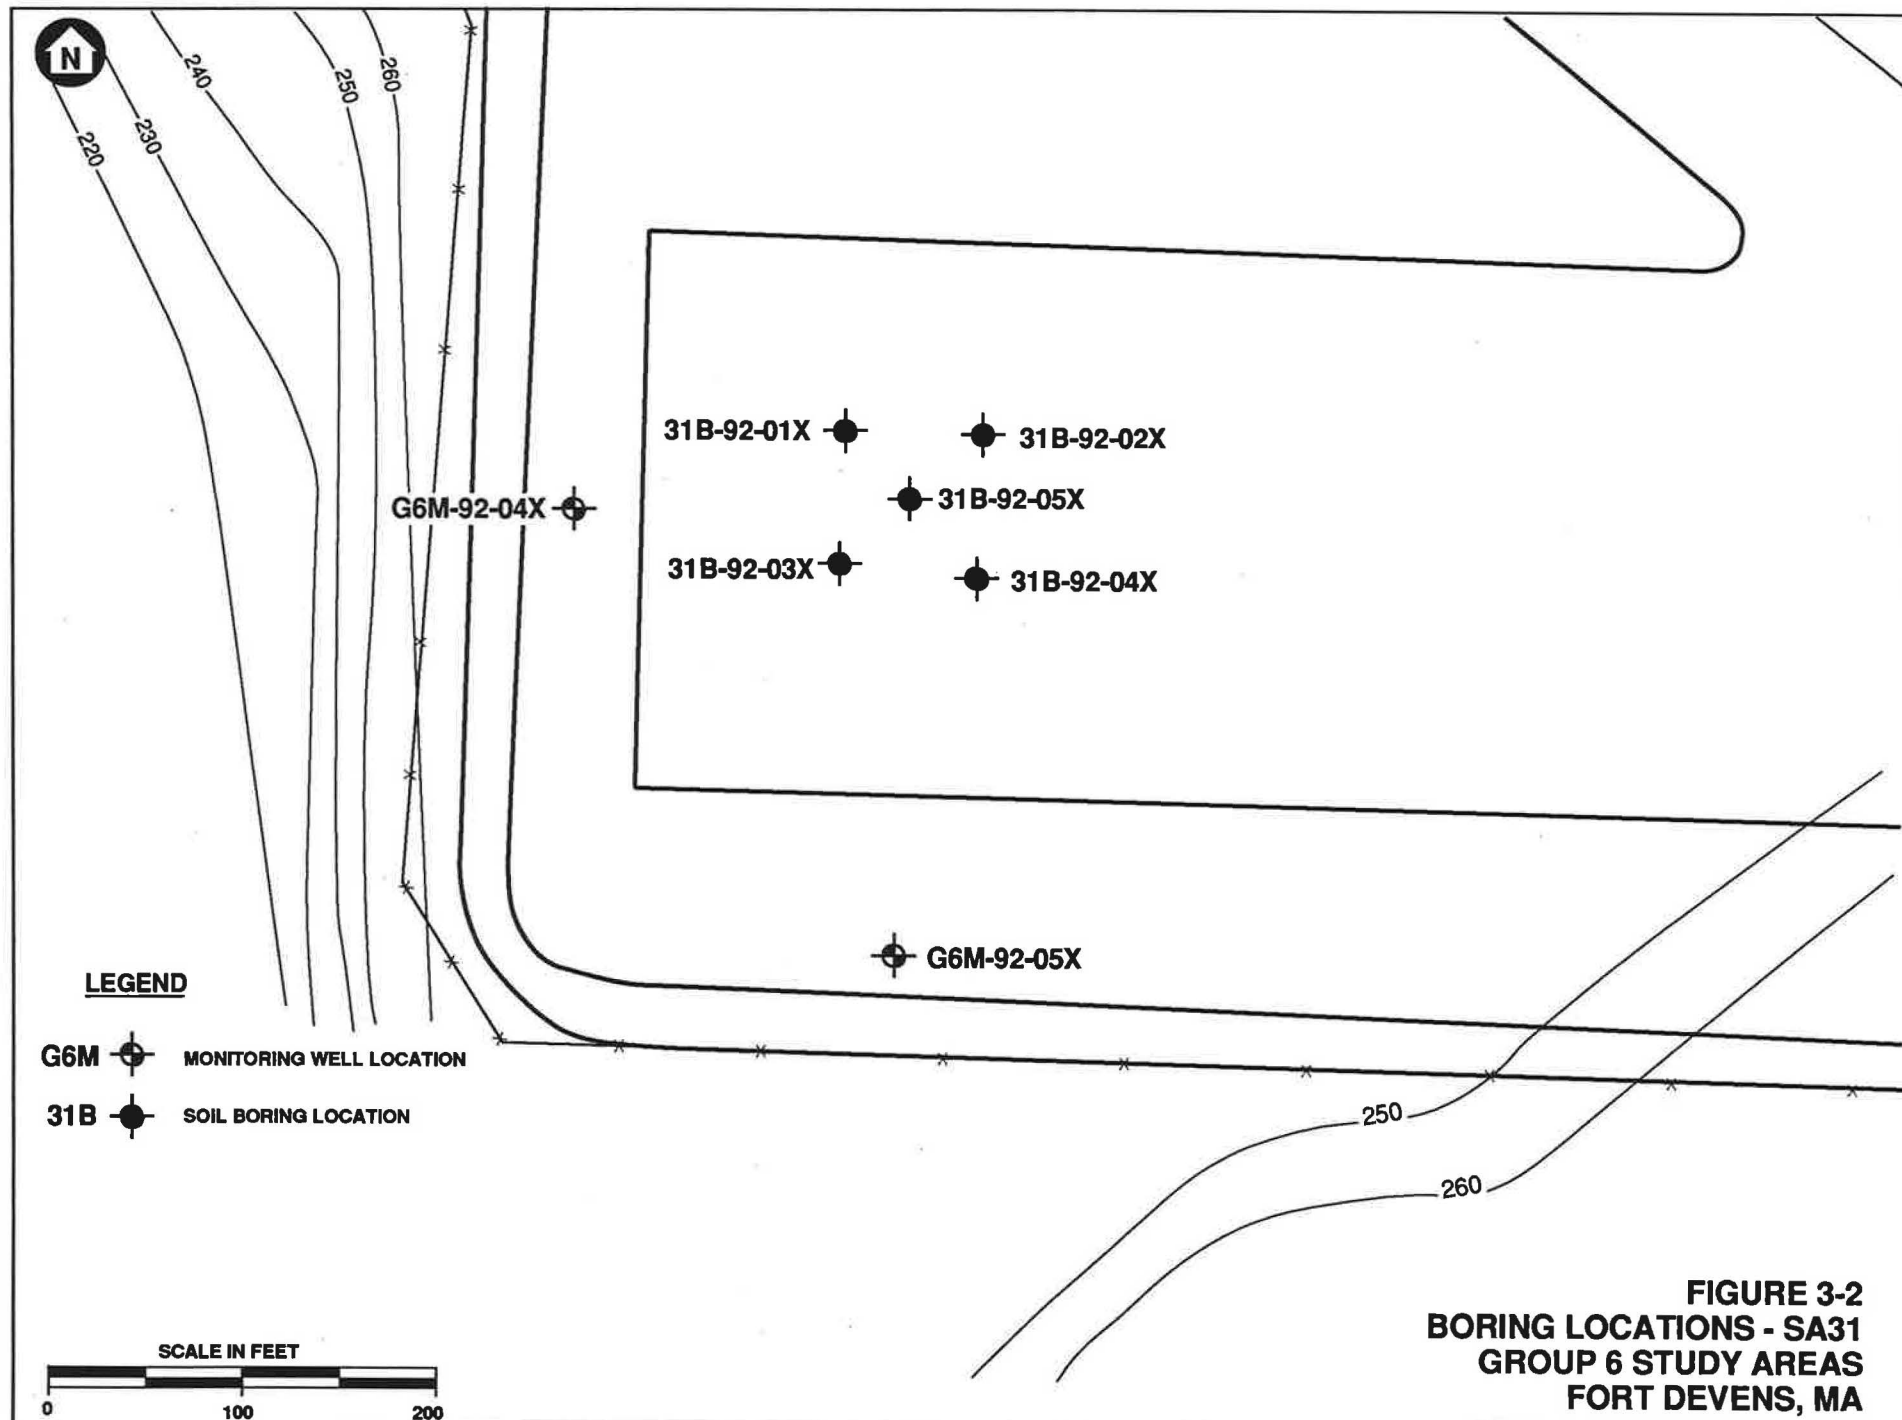 N
240
250
260
230
220
31B-92-01X
31B-92-02X
31B-92-05X
G6M-92-04X
31B-92-03X
31B-92-04X
G6M-92-05X
LEGEND
G6M MONITORING WELL LOCATION
31B SOIL BORING LOCATION
250
260
SCALE IN FEET
0 100 200
FIGURE 3-2
BORING LOCATIONS - SA31
GROUP 6 STUDY AREAS
FORT DEVENS, MA